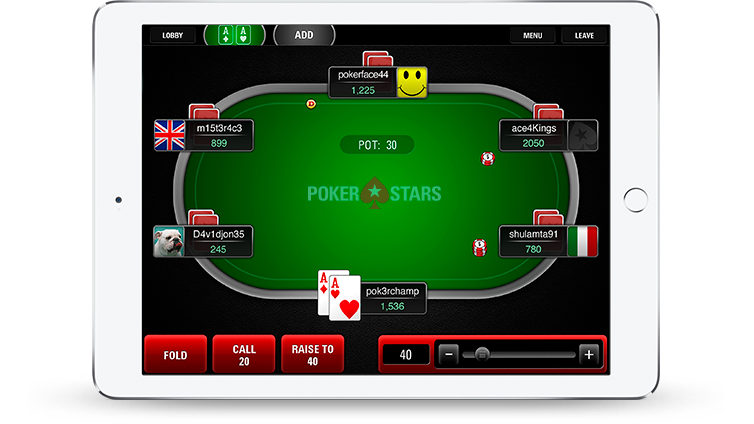 LOBBY
A A
ADD
MENU
LEAVE
pokerface44
1,225
D
m15t3r4c3
899
ace4Kings
2050
POT: 30
POKER STARS
D4v1djon35
245
shulamta91
780
A A
pok3rchamp
1,536
FOLD
CALL
20
RAISE TO
40
40